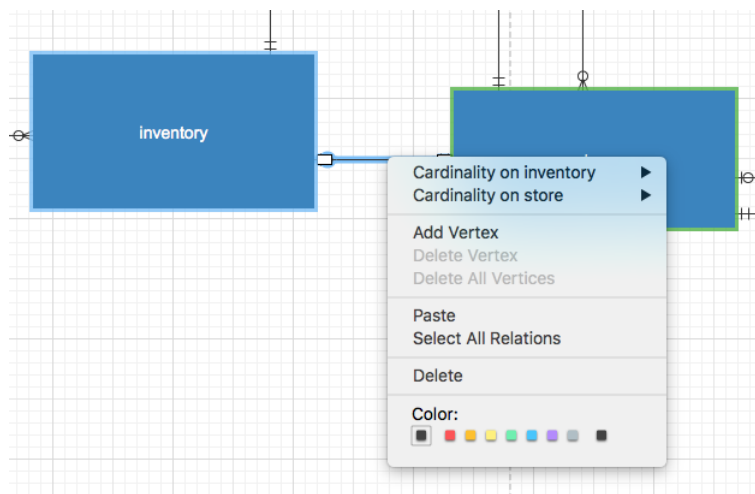 inventory
Cardinality on inventory
Cardinality on store
Add Vertex
Delete Vertex
Delete All Vertices
Paste
Select All Relations
Delete
Color: